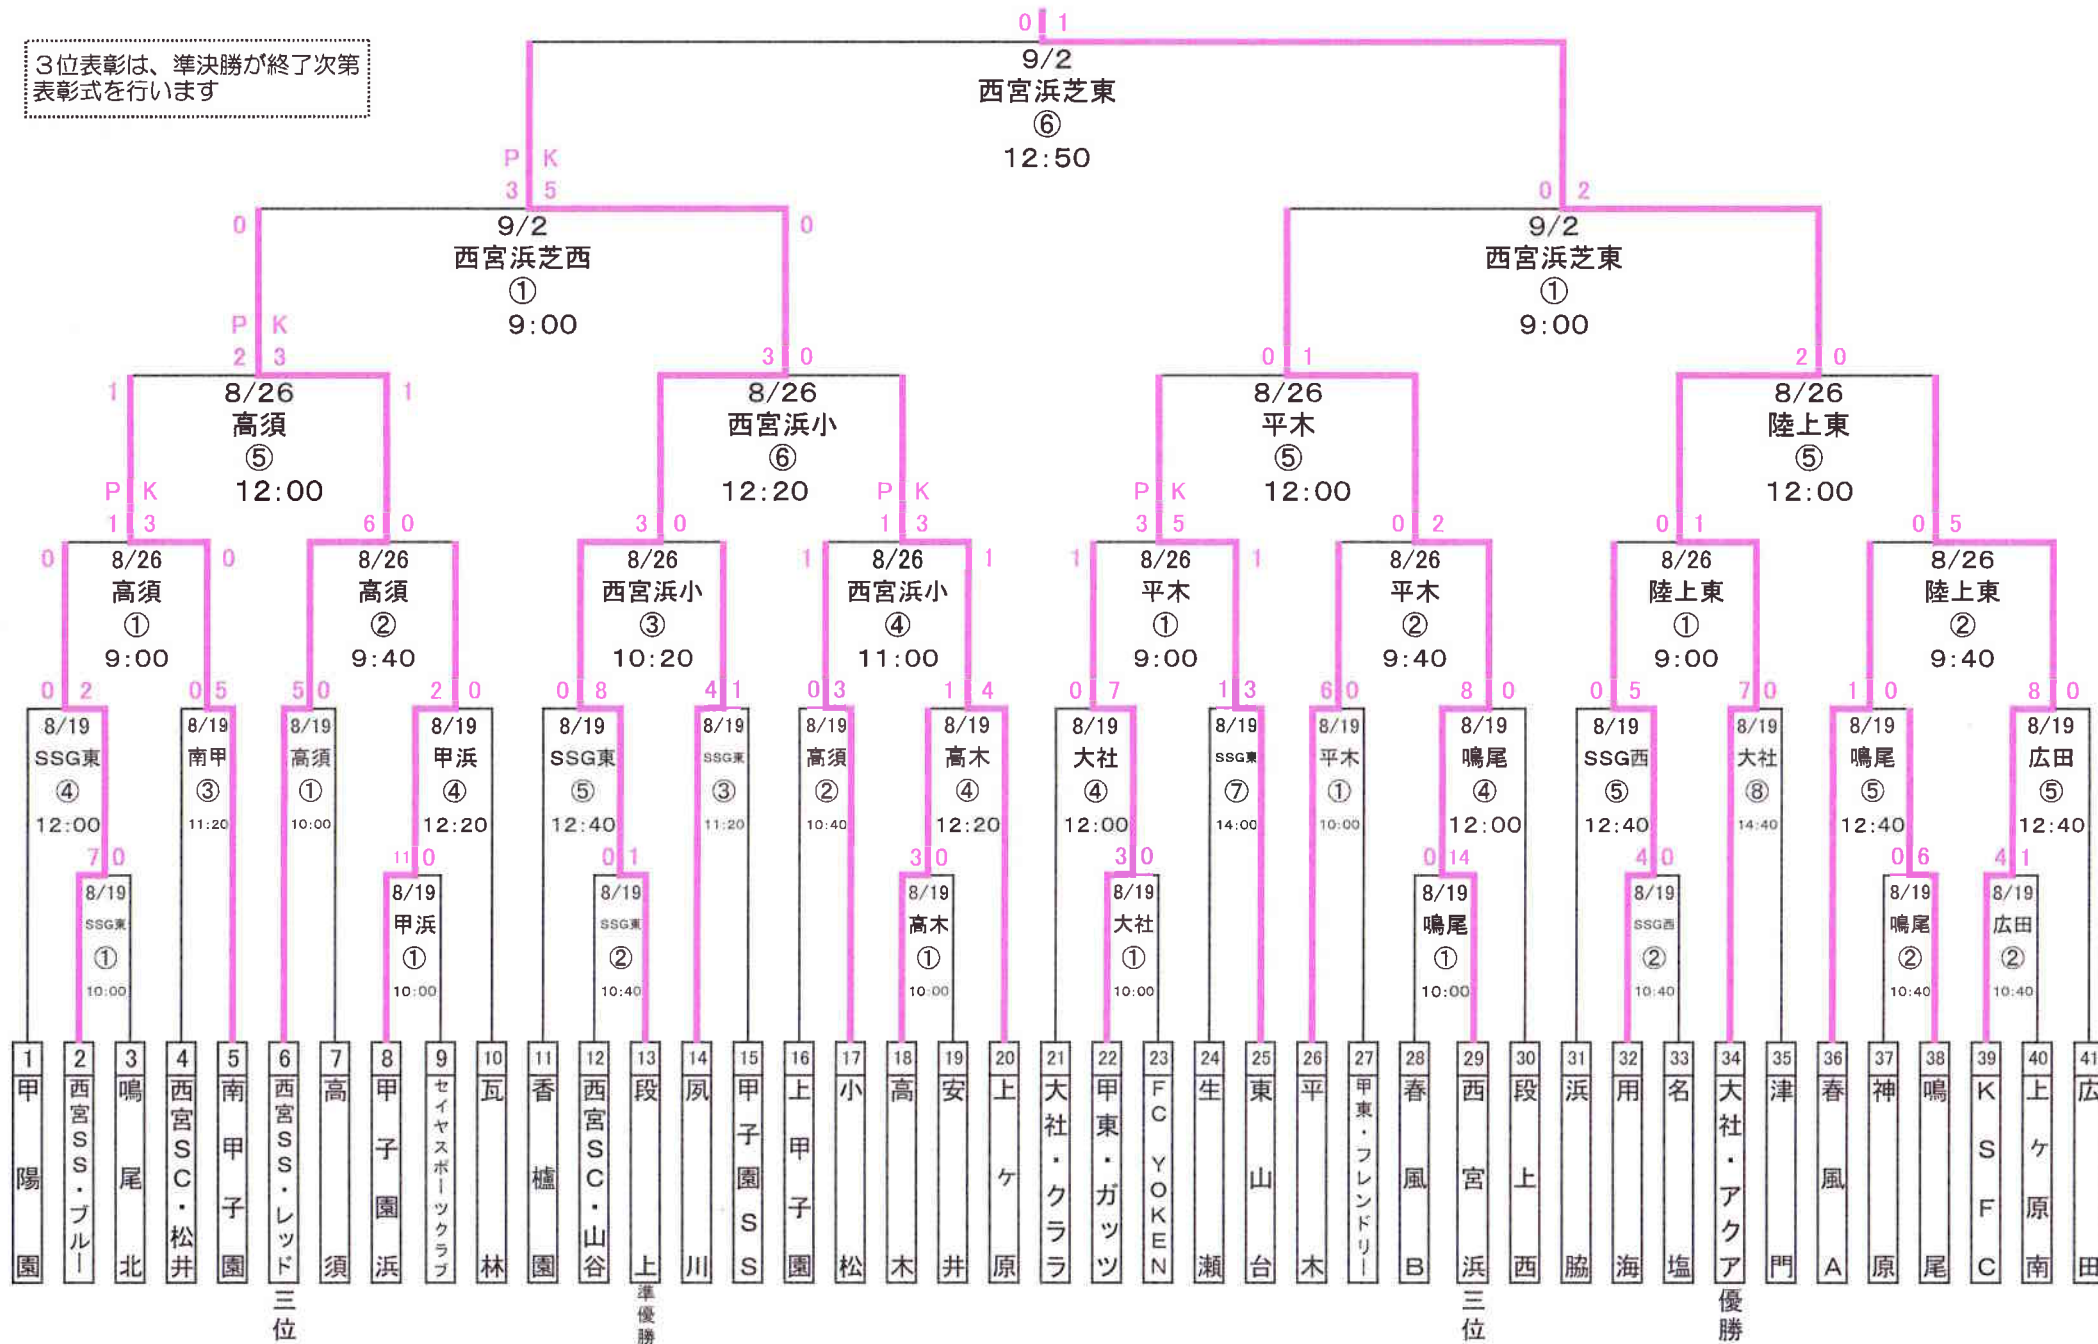 0 1
3位表彰は、準決勝が終了次第
表彰式を行います
9/2
西宮浜芝東
⑥
12:50
P K
3 5
0 2
0 9/2 0
西宮浜芝西
①
9:00
9/2
西宮浜芝東
①
9:00
P K
2 3
3 0
0 1
2 0
1 8/26 1
高須
⑤
12:00
8/26
西宮浜小
⑥
12:20
8/26
平木
⑤
12:00
8/26
陸上東
⑤
12:00
P K
1 3
6 0
3 0
P K
1 3
P K
3 5
0 2
0 1
0 5
0 8/26 0
高須
①
9:00
8/26
高須
②
9:40
8/26
西宮浜小
③
10:20
1 8/26 1
西宮浜小
④
11:00
1 8/26 1
平木
①
9:00
8/26
平木
②
9:40
8/26
陸上東
①
9:00
8/26
陸上東
②
9:40
0 2
8/19
SSG東
④
12:00
0 5
8/19
南甲
③
11:20
5 0
8/19
高須
①
10:00
2 0
8/19
甲浜
④
12:20
0 8
8/19
SSG東
⑤
12:40
4 1
8/19
SSG東
③
11:20
0 3
8/19
高須
②
10:40
1 4
8/19
高木
④
12:20
0 7
8/19
大社
④
12:00
1 3
8/19
SSG東
⑦
14:00
6 0
8/19
平木
①
10:00
8 0
8/19
鳴尾
④
12:00
0 5
8/19
SSG西
⑤
12:40
7 0
8/19
大社
⑧
14:40
1 0
8/19
鳴尾
⑤
12:40
8 0
8/19
広田
⑤
12:40
7 0
8/19
SSG東
①
10:00
11 0
8/19
甲浜
①
10:00
0 1
8/19
SSG東
②
10:40
3 0
8/19
高木
①
10:00
3 0
8/19
大社
①
10:00
0 14
8/19
鳴尾
①
10:00
4 0
8/19
SSG西
②
10:40
0 6
8/19
鳴尾
②
10:40
4 1
8/19
広田
②
10:40
1 甲陽園
2 西宮SS・ブルー
3 鳴尾北
4 西宮SC・松井
5 南甲子園
6 西宮SS・レッド
三位
7 高須
8 甲子園浜
9 セイヤスポーツクラブ
10 瓦林
11 香櫨園
12 西宮SC・山谷
13 段上
準優勝
14 夙川
15 甲子園SS
16 上甲子園
17 小松
18 高木
19 安井
20 上ケ原
21 大社・クララ
22 甲東・ガッツ
23 FC YOKEN
24 生瀬
25 東山台
26 平木
27 甲東・フレンドリー
28 春風B
29 西宮浜
三位
30 段上西
31 浜脇
32 用海
33 名塩
34 大社・アクア
優勝
35 津門
36 春風A
37 神原
38 鳴尾
39 KSFC
40 上ケ原南
41 広田